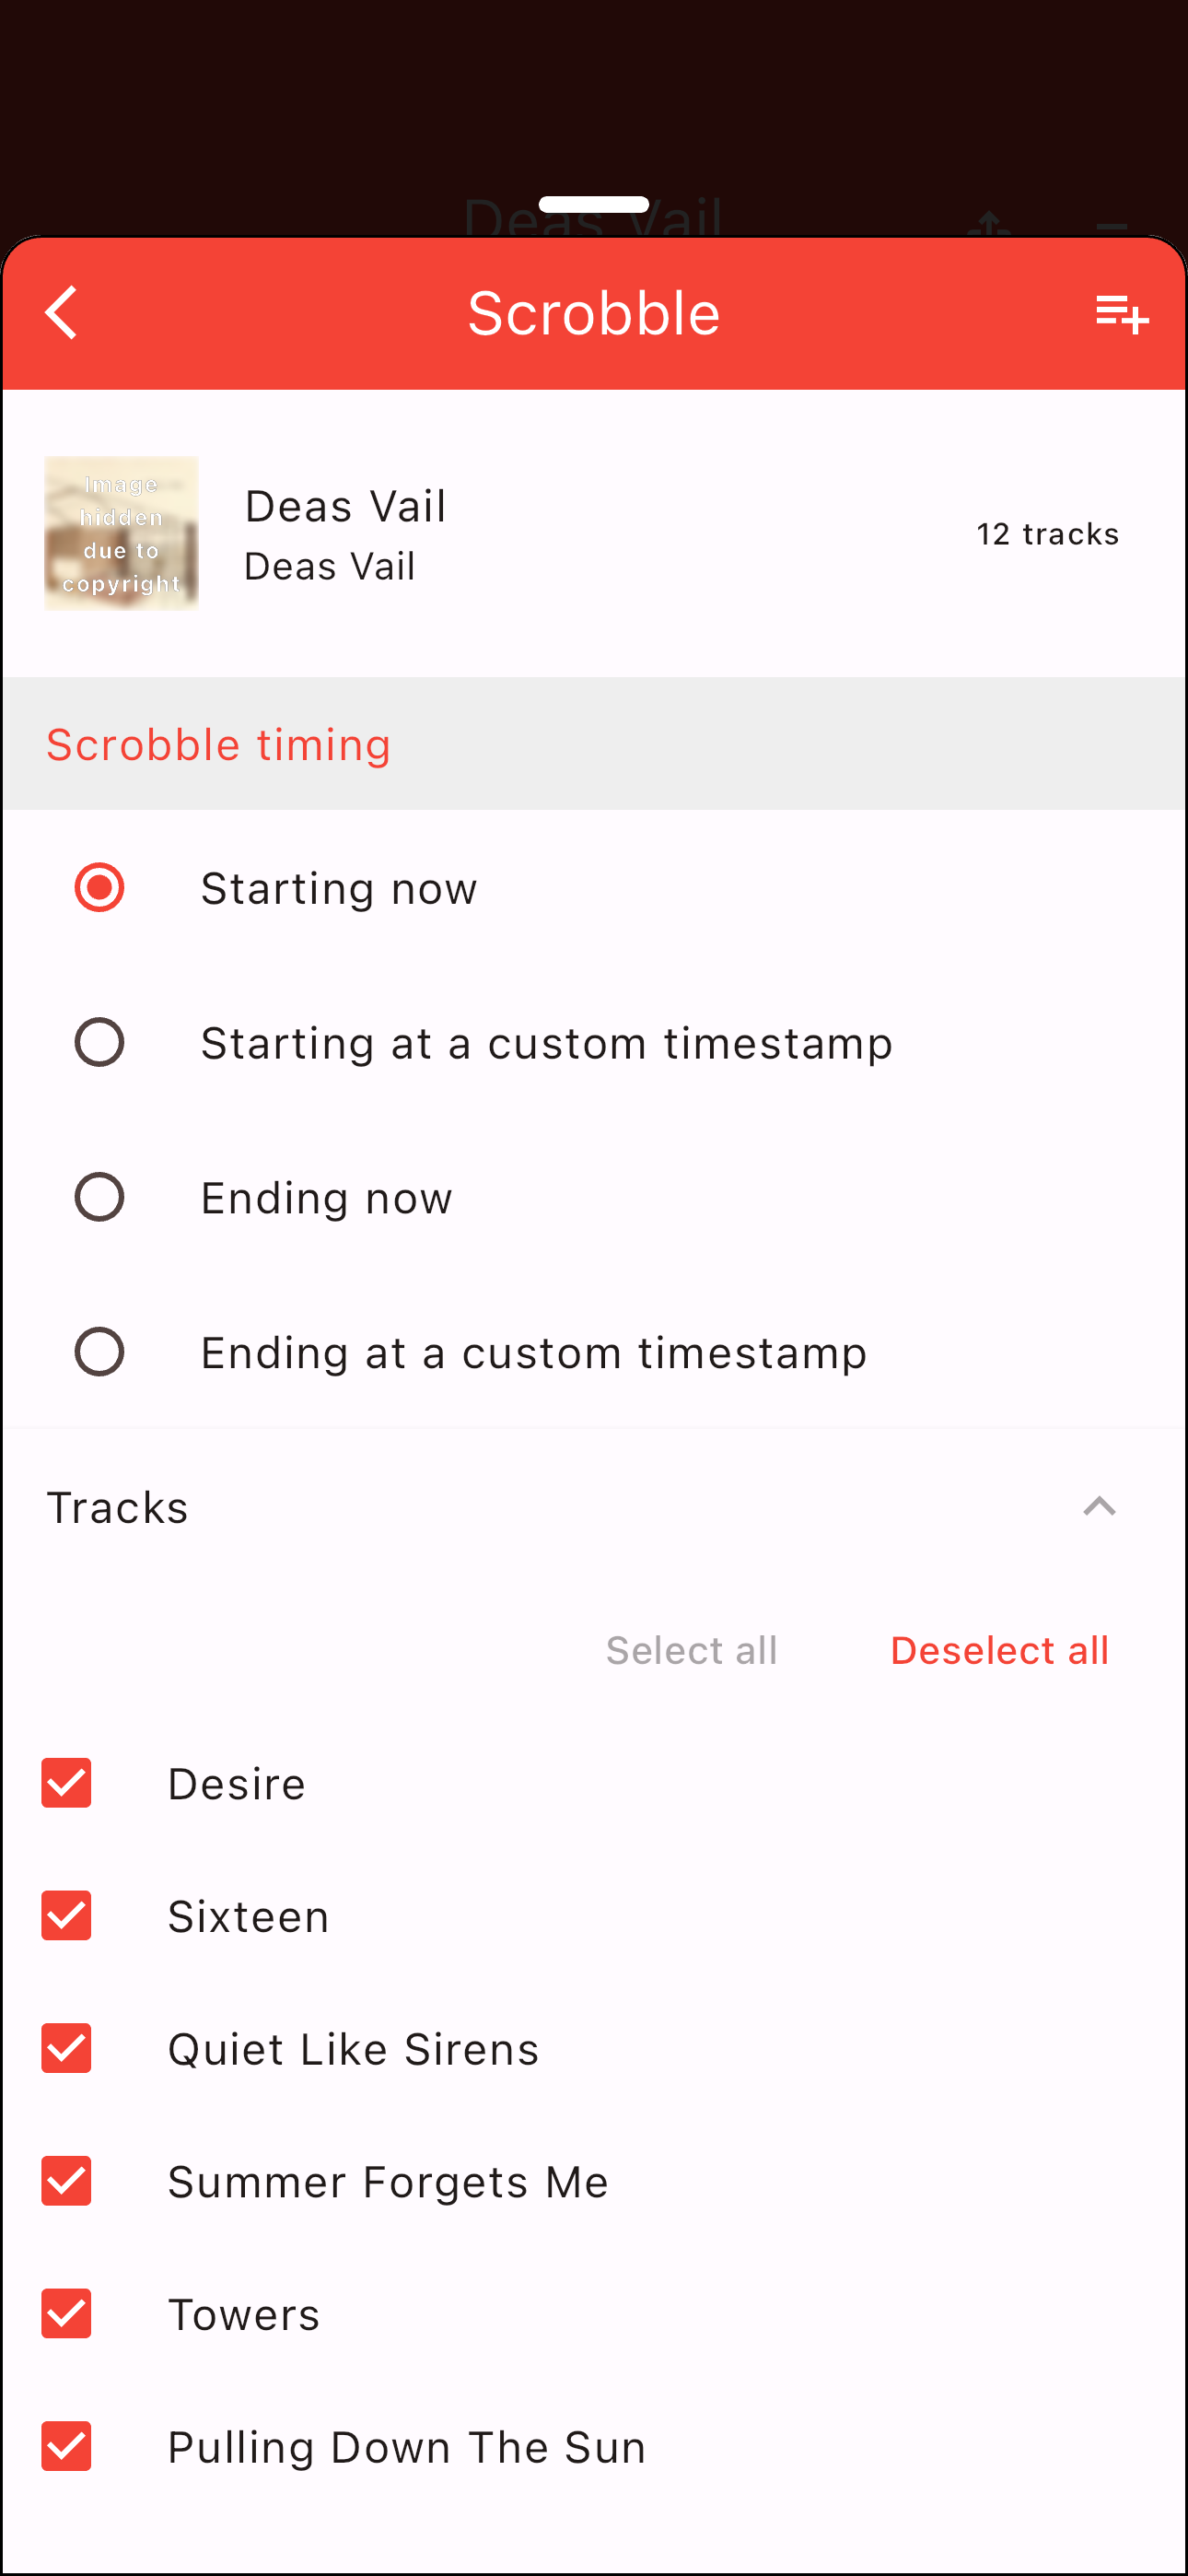 Deas Vail
Scrobble
Image
hidden
due to
copyright
Deas Vail
Deas Vail
12 tracks
Scrobble timing
Starting now
Starting at a custom timestamp
Ending now
Ending at a custom timestamp
Tracks
Select all
Deselect all
Desire
Sixteen
Quiet Like Sirens
Summer Forgets Me
Towers
Pulling Down The Sun